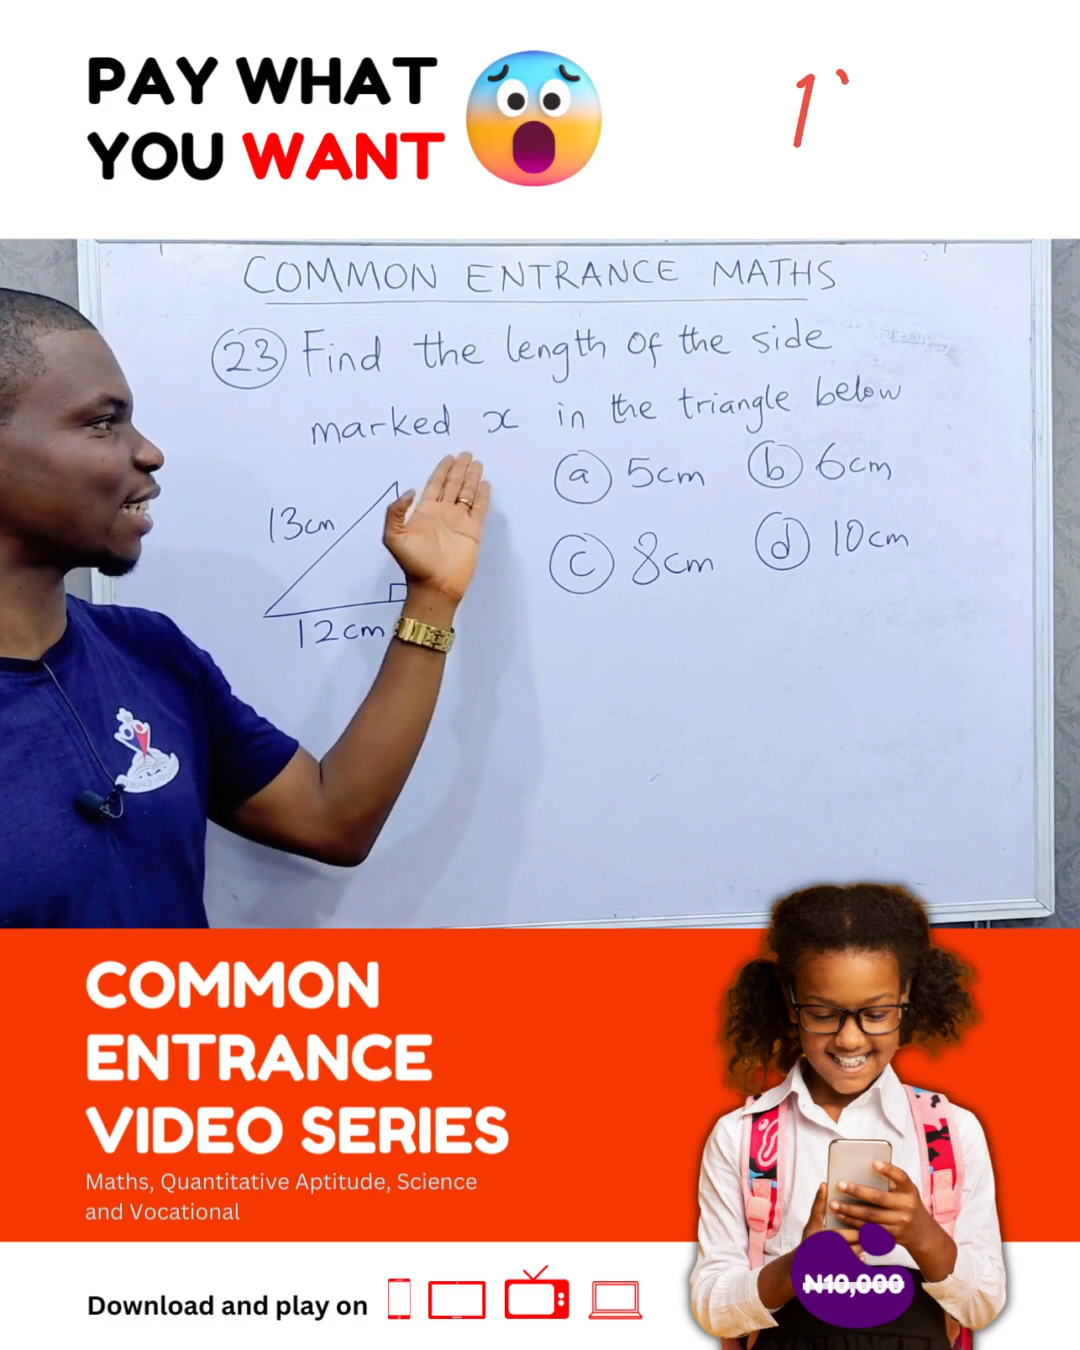 PAY WHAT
YOU WANT
COMMON ENTRANCE MATHS
23 Find the length of the side
marked x in the triangle below
a 5cm b 6cm
13cm
c 8cm d 10cm
12cm
COMMON
ENTRANCE
VIDEO SERIES
Maths, Quantitative Aptitude, Science
and Vocational
Download and play on
₦10,000